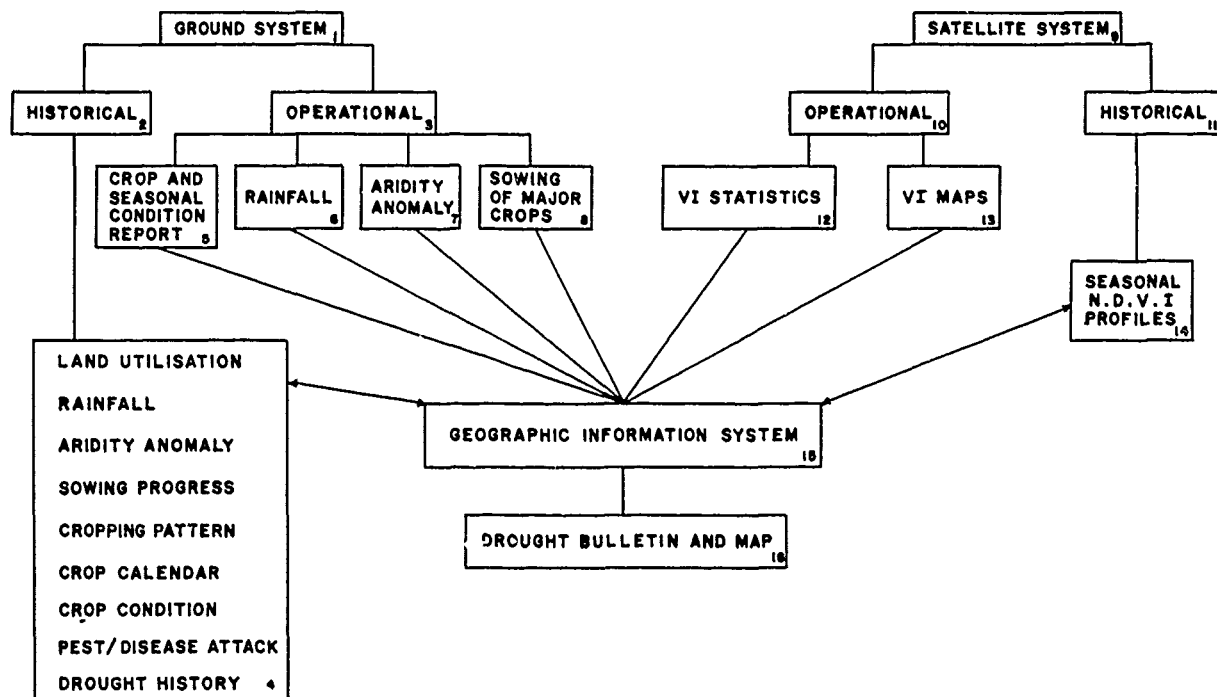 GROUND SYSTEM 1
SATELLITE SYSTEM 9
HISTORICAL 2
OPERATIONAL 3
OPERATIONAL 10
HISTORICAL 11
CROP AND
SEASONAL
CONDITION
REPORT 5
RAINFALL 6
ARIDITY
ANOMALY 7
SOWING
OF MAJOR
CROPS 8
VI STATISTICS 12
VI MAPS 13
SEASONAL
N.D.V.I
PROFILES 14
LAND UTILISATION
RAINFALL
ARIDITY ANOMALY
SOWING PROGRESS
CROPPING PATTERN
CROP CALENDAR
CROP CONDITION
PEST/DISEASE ATTACK
DROUGHT HISTORY 4
GEOGRAPHIC INFORMATION SYSTEM 15
DROUGHT BULLETIN AND MAP 16